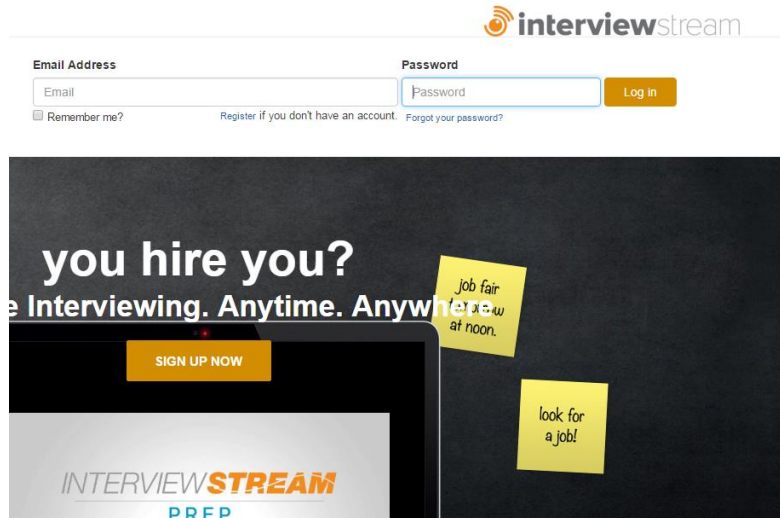 interviewstream
Email Address
Password
Email
Password
Log in
Remember me?
Register if you don't have an account.
Forgot your password?
you hire you?
e Interviewing. Anytime. Anywhere
job fair
tomorrow
at noon.
SIGN UP NOW
look for
a job!
INTERVIEWSTREAM
PREP